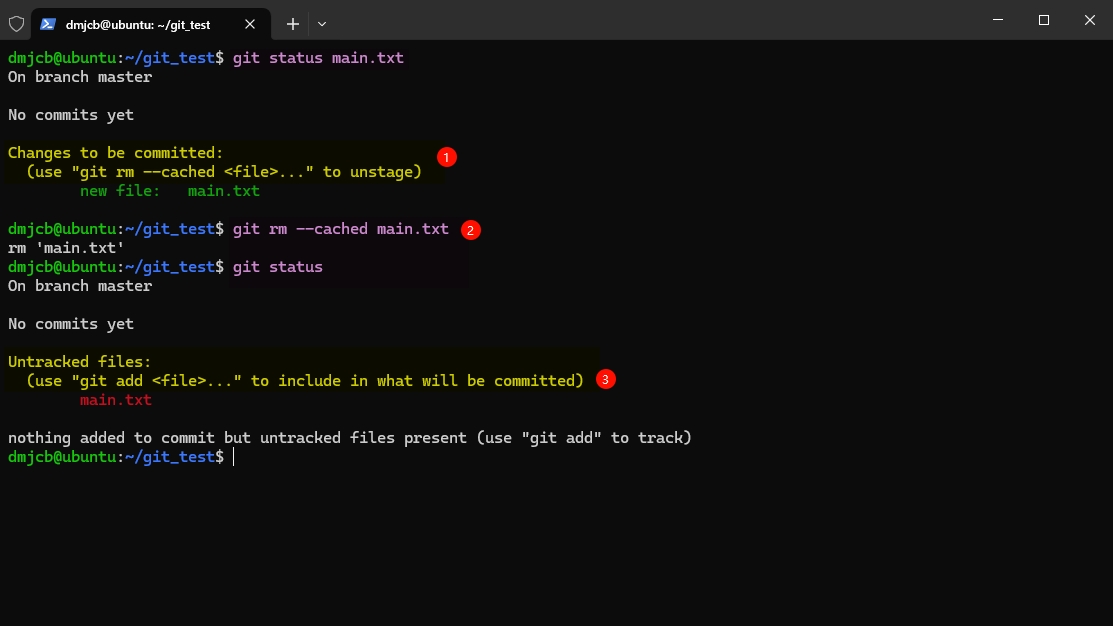 dmjcb@ubuntu: ~/git_test
dmjcb@ubuntu:~/git_test$ git status main.txt
On branch master
No commits yet
Changes to be committed:
1
(use "git rm --cached <file>..." to unstage)
new file:   main.txt
dmjcb@ubuntu:~/git_test$ git rm --cached main.txt
2
rm 'main.txt'
dmjcb@ubuntu:~/git_test$ git status
On branch master
No commits yet
Untracked files:
(use "git add <file>..." to include in what will be committed)
3
main.txt
nothing added to commit but untracked files present (use "git add" to track)
dmjcb@ubuntu:~/git_test$